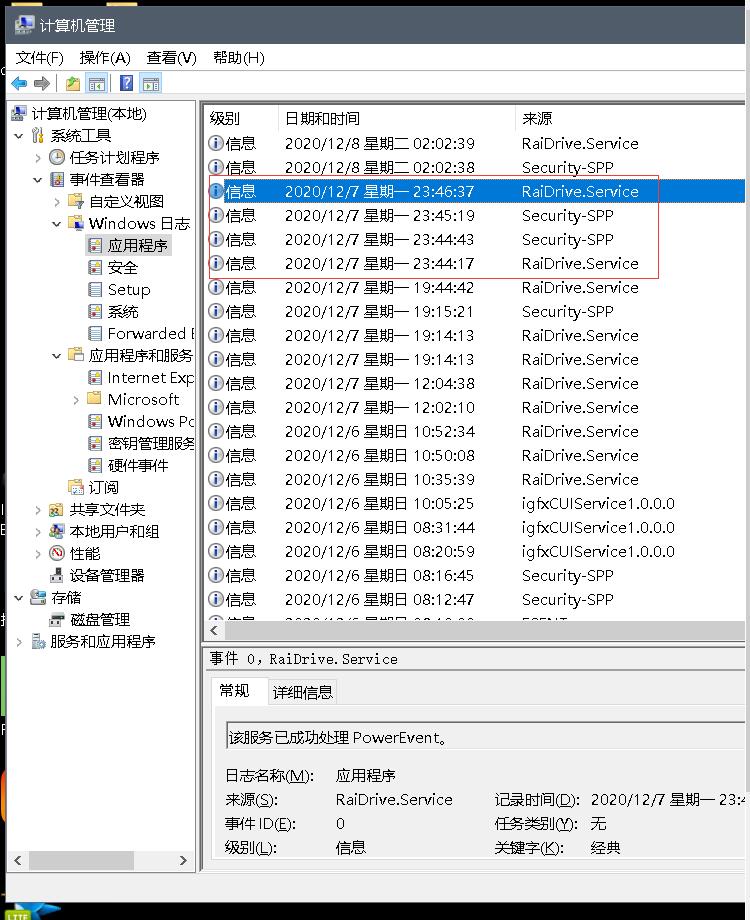 计算机管理
文件(F) 操作(A) 查看(V) 帮助(H)
计算机管理(本地)
系统工具
任务计划程序
事件查看器
自定义视图
Windows 日志
应用程序
安全
Setup
系统
Forwarded E
应用程序和服务
Internet Exp
Microsoft
Windows Po
密钥管理服务
硬件事件
订阅
共享文件夹
本地用户和组
性能
设备管理器
存储
磁盘管理
服务和应用程序
级别 日期和时间 来源
信息 2020/12/8 星期二 02:02:39 RaiDrive.Service
信息 2020/12/8 星期二 02:02:38 Security-SPP
信息 2020/12/7 星期一 23:46:37 RaiDrive.Service
信息 2020/12/7 星期一 23:45:19 Security-SPP
信息 2020/12/7 星期一 23:44:43 Security-SPP
信息 2020/12/7 星期一 23:44:17 RaiDrive.Service
信息 2020/12/7 星期一 19:44:42 RaiDrive.Service
信息 2020/12/7 星期一 19:15:21 Security-SPP
信息 2020/12/7 星期一 19:14:13 RaiDrive.Service
信息 2020/12/7 星期一 19:14:13 RaiDrive.Service
信息 2020/12/7 星期一 12:04:38 RaiDrive.Service
信息 2020/12/7 星期一 12:02:10 RaiDrive.Service
信息 2020/12/6 星期日 10:52:34 RaiDrive.Service
信息 2020/12/6 星期日 10:50:08 RaiDrive.Service
信息 2020/12/6 星期日 10:35:39 RaiDrive.Service
信息 2020/12/6 星期日 10:05:25 igfxCUIService1.0.0.0
信息 2020/12/6 星期日 08:31:44 igfxCUIService1.0.0.0
信息 2020/12/6 星期日 08:20:59 igfxCUIService1.0.0.0
信息 2020/12/6 星期日 08:16:45 Security-SPP
信息 2020/12/6 星期日 08:12:47 Security-SPP
事件 0，RaiDrive.Service
常规 详细信息
该服务已成功处理 PowerEvent。
日志名称(M): 应用程序
来源(S): RaiDrive.Service 记录时间(D): 2020/12/7 星期一 23:4
事件 ID(E): 0 任务类别(Y): 无
级别(L): 信息 关键字(K): 经典
LITE